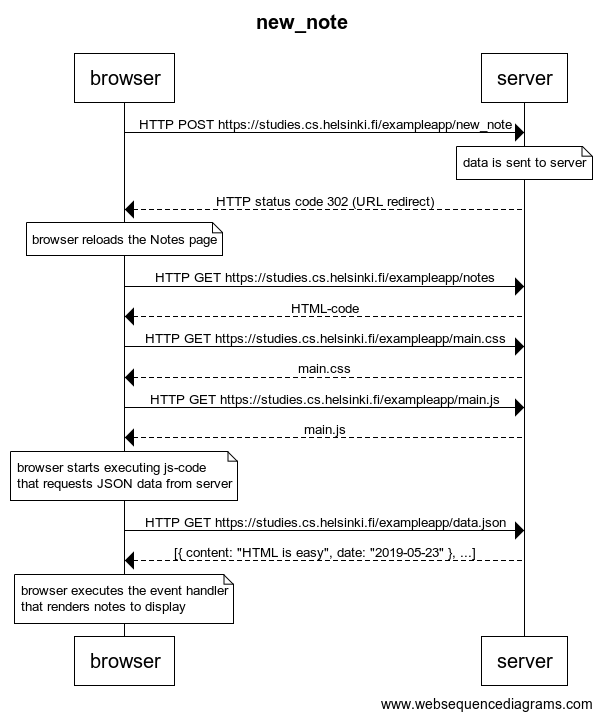 new_note
browser
server
HTTP POST https://studies.cs.helsinki.fi/exampleapp/new_note
data is sent to server
HTTP status code 302 (URL redirect)
browser reloads the Notes page
HTTP GET https://studies.cs.helsinki.fi/exampleapp/notes
HTML-code
HTTP GET https://studies.cs.helsinki.fi/exampleapp/main.css
main.css
HTTP GET https://studies.cs.helsinki.fi/exampleapp/main.js
main.js
browser starts executing js-code
that requests JSON data from server
HTTP GET https://studies.cs.helsinki.fi/exampleapp/data.json
[{ content: "HTML is easy", date: "2019-05-23" }, ...]
browser executes the event handler
that renders notes to display
browser
server
www.websequencediagrams.com